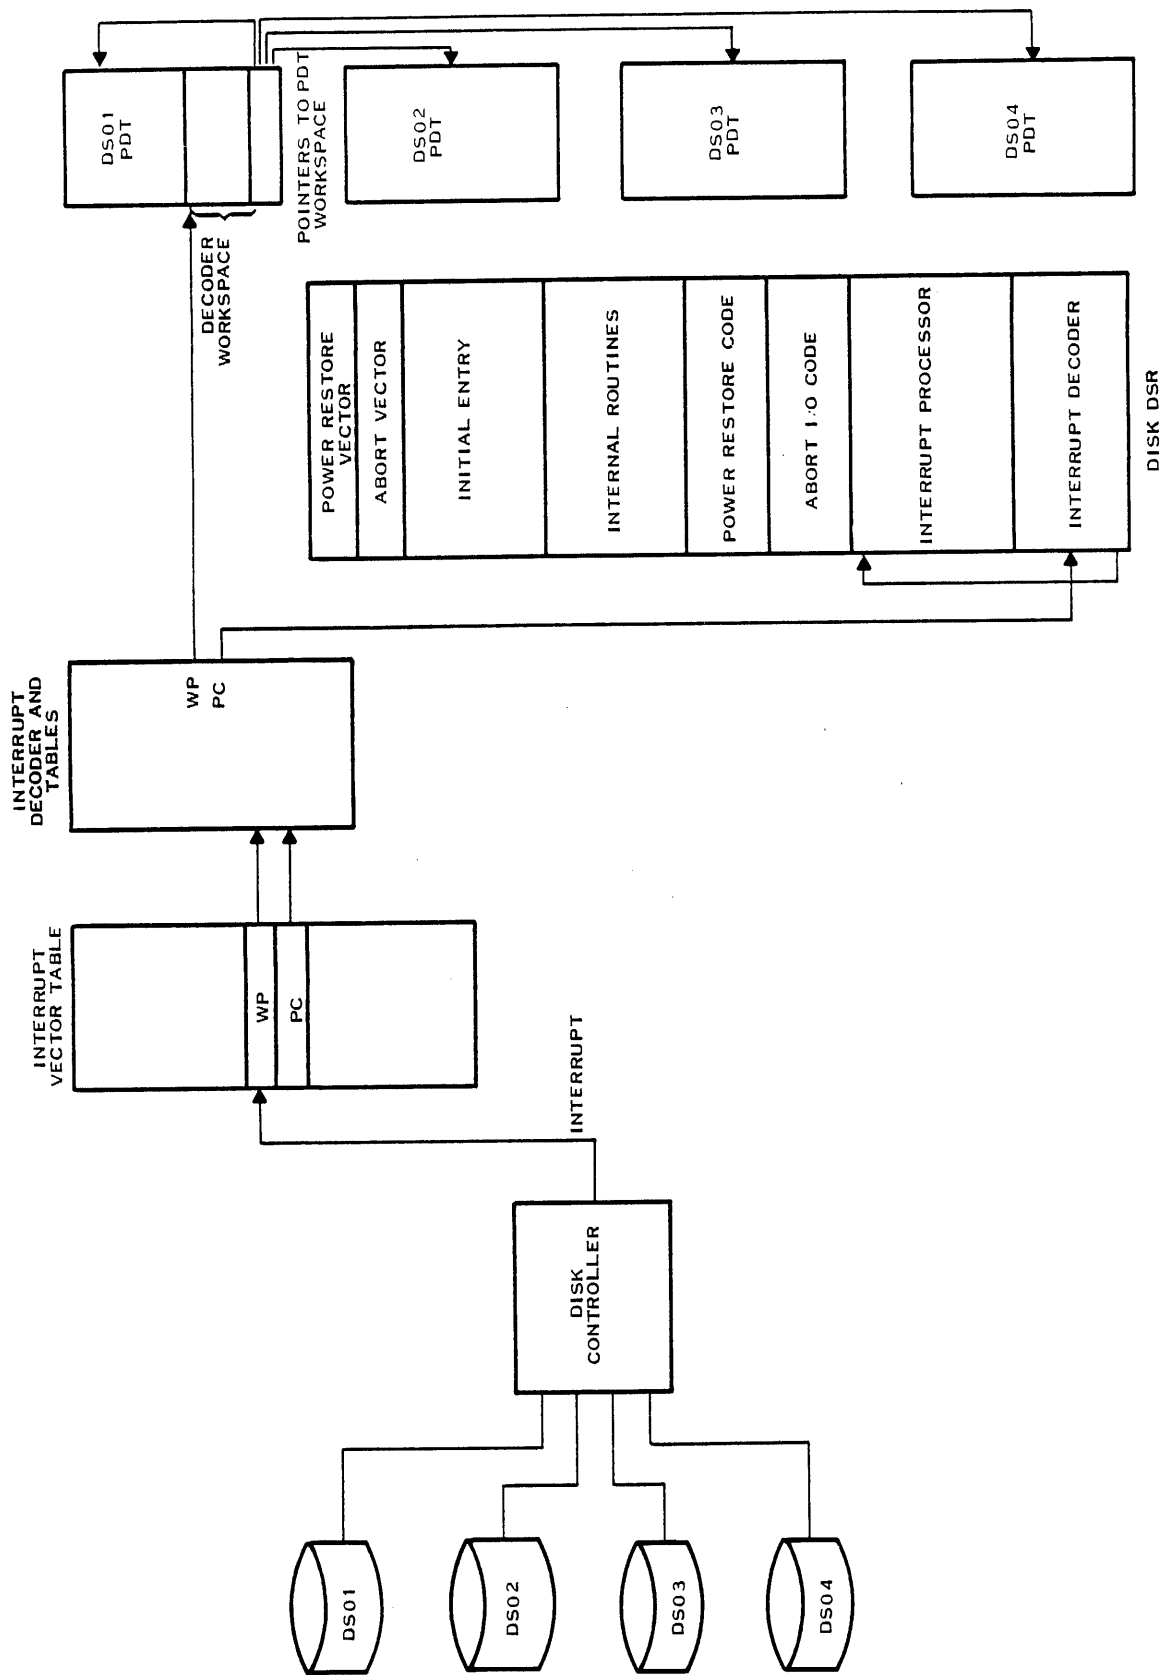 DS01
DS02
DS03
DS04
DISK
CONTROLLER
INTERRUPT
INTERRUPT
VECTOR TABLE
WP
PC
INTERRUPT
DECODER AND
TABLES
WP
PC
DECODER
WORKSPACE
DS01
PDT
POINTERS TO PDT
WORKSPACE
DS02
PDT
DS03
PDT
DS04
PDT
POWER RESTORE
VECTOR
ABORT VECTOR
INITIAL ENTRY
INTERNAL ROUTINES
POWER RESTORE CODE
ABORT I/O CODE
INTERRUPT PROCESSOR
INTERRUPT DECODER
DISK DSR